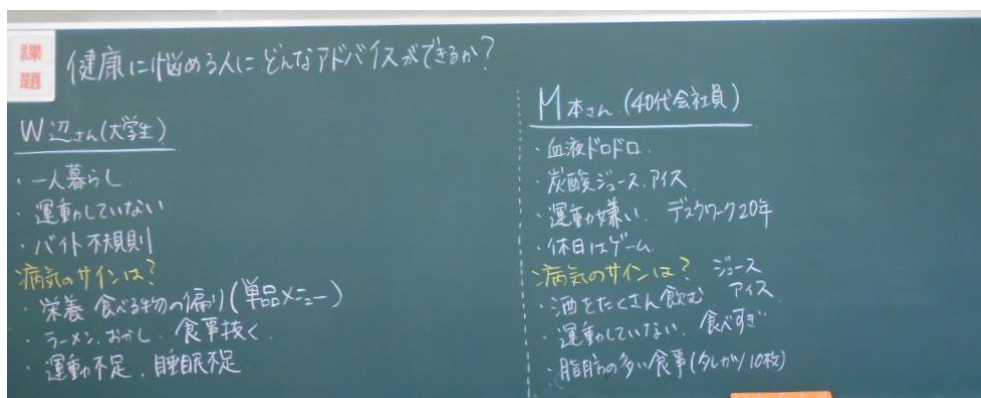 課題
健康に悩める人にどんなアドバイスができるか?
W辺さん(大学生)
・一人暮らし
・運動していない
・バイト不規則
病気のサインは?
・栄養 食べる物の偏り(単品メニュー)
・ラーメン、おかし、食事抜く
・運動不足、睡眠不足
M本さん(40代会社員)
・血液ドロドロ
・炭酸ジュース、アイス
・運動嫌い、デスクワーク20年
・休日はゲーム
病気のサインは? ジュース
・酒をたくさん飲む アイス
・運動していない、食べすぎ
・脂肪の多い食事(タレカツ10枚)